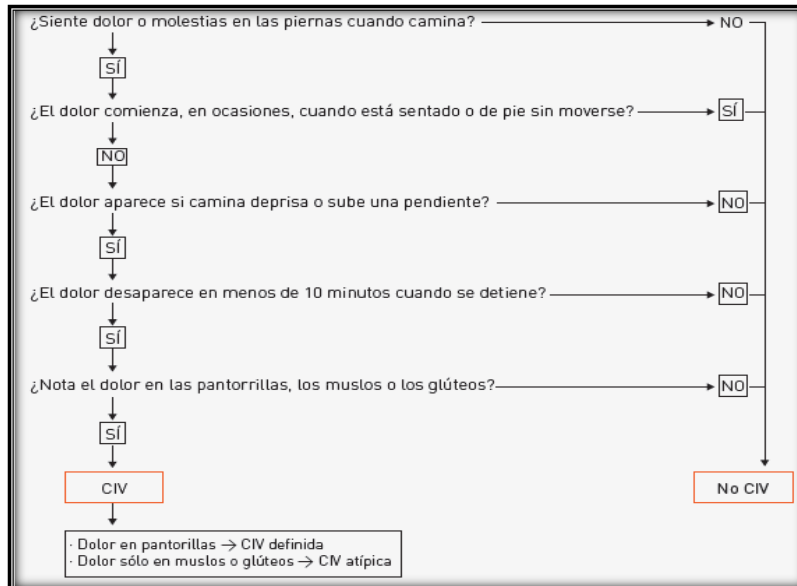 ¿Siente dolor o molestias en las piernas cuando camina? NO
SÍ
¿El dolor comienza, en ocasiones, cuando está sentado o de pie sin moverse? SÍ
NO
¿El dolor aparece si camina deprisa o sube una pendiente? NO
SÍ
¿El dolor desaparece en menos de 10 minutos cuando se detiene? NO
SÍ
¿Nota el dolor en las pantorrillas, los muslos o los glúteos? NO
SÍ
CIV No CIV
· Dolor en pantorillas → CIV definida
· Dolor sólo en muslos o glúteos → CIV atípica